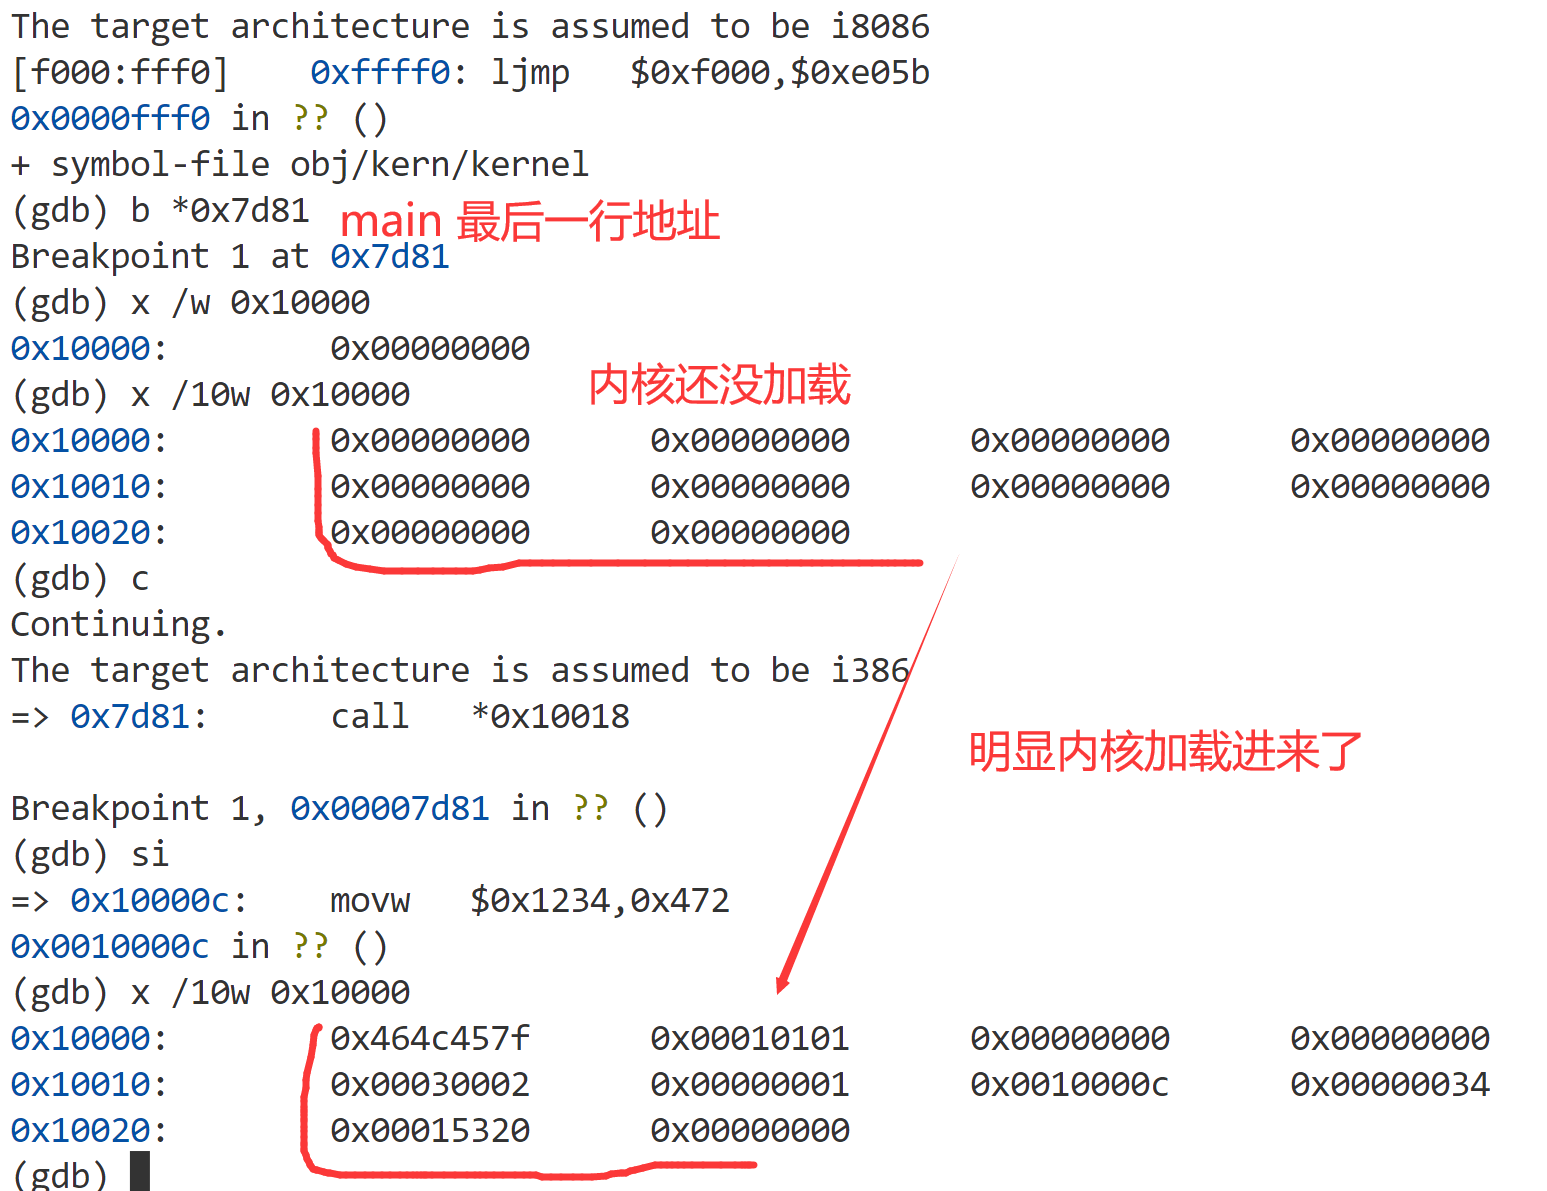 The target architecture is assumed to be i8086
[f000:fff0]    0xffff0: ljmp   $0xf000,$0xe05b
0x0000fff0 in ?? ()
+ symbol-file obj/kern/kernel
(gdb) b *0x7d81
main 最后一行地址
Breakpoint 1 at 0x7d81
(gdb) x /w 0x10000
0x10000:        0x00000000
内核还没加载
(gdb) x /10w 0x10000
0x10000:        0x00000000      0x00000000      0x00000000      0x00000000
0x10010:        0x00000000      0x00000000      0x00000000      0x00000000
0x10020:        0x00000000      0x00000000
(gdb) c
Continuing.
The target architecture is assumed to be i386
=> 0x7d81:      call   *0x10018
明显内核加载进来了
Breakpoint 1, 0x00007d81 in ?? ()
(gdb) si
=> 0x10000c:    movw   $0x1234,0x472
0x0010000c in ?? ()
(gdb) x /10w 0x10000
0x10000:        0x464c457f      0x00010101      0x00000000      0x00000000
0x10010:        0x00030002      0x00000001      0x0010000c      0x00000034
0x10020:        0x00015320      0x00000000
(gdb)